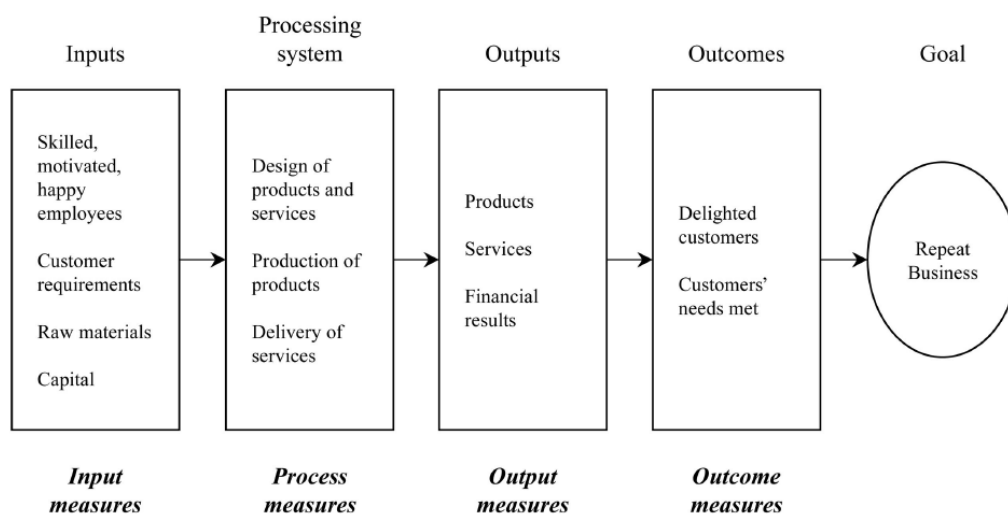 Inputs
Processing
system
Outputs
Outcomes
Goal
Skilled,
motivated,
happy
employees
Customer
requirements
Raw materials
Capital
Design of
products and
services
Production of
products
Delivery of
services
Products
Services
Financial
results
Delighted
customers
Customers’
needs met
Repeat
Business
Input
measures
Process
measures
Output
measures
Outcome
measures